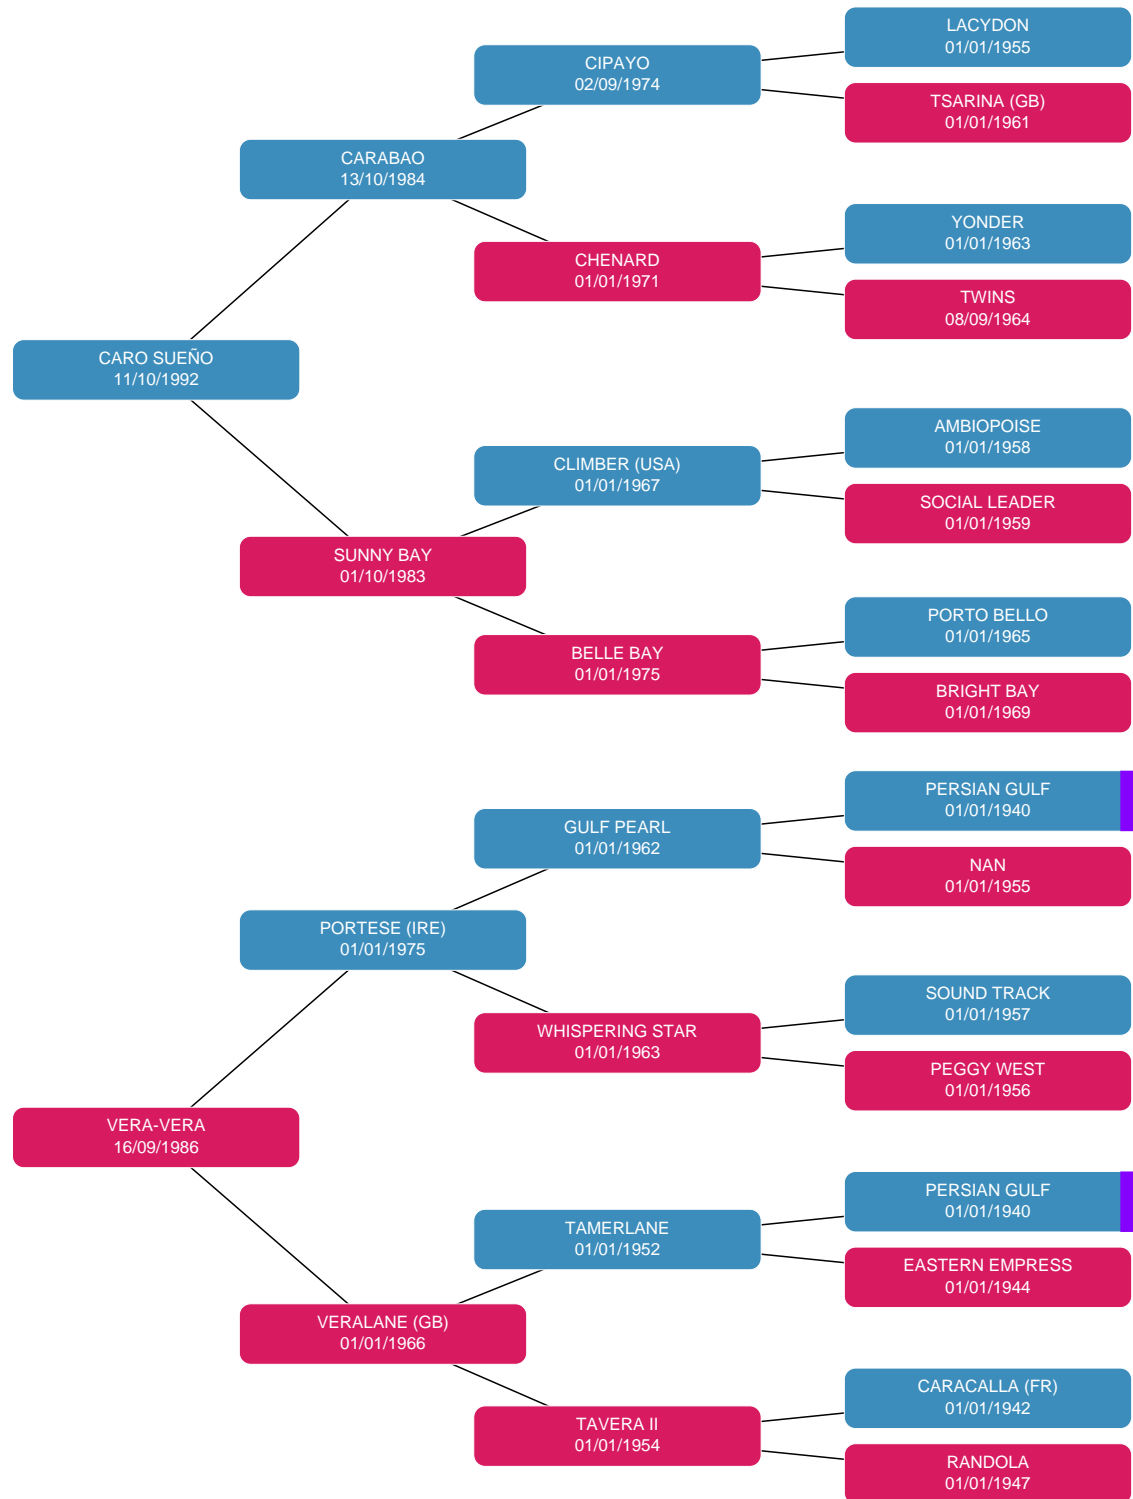 LACYDON
01/01/1955
CIPAYO
02/09/1974
TSARINA (GB)
01/01/1961
CARABAO
13/10/1984
YONDER
01/01/1963
CHENARD
01/01/1971
TWINS
08/09/1964
CARO SUEÑO
11/10/1992
AMBIOPOISE
01/01/1958
CLIMBER (USA)
01/01/1967
SOCIAL LEADER
01/01/1959
SUNNY BAY
01/10/1983
PORTO BELLO
01/01/1965
BELLE BAY
01/01/1975
BRIGHT BAY
01/01/1969
PERSIAN GULF
01/01/1940
GULF PEARL
01/01/1962
NAN
01/01/1955
PORTESE (IRE)
01/01/1975
SOUND TRACK
01/01/1957
WHISPERING STAR
01/01/1963
PEGGY WEST
01/01/1956
VERA-VERA
16/09/1986
PERSIAN GULF
01/01/1940
TAMERLANE
01/01/1952
EASTERN EMPRESS
01/01/1944
VERALANE (GB)
01/01/1966
CARACALLA (FR)
01/01/1942
TAVERA II
01/01/1954
RANDOLA
01/01/1947